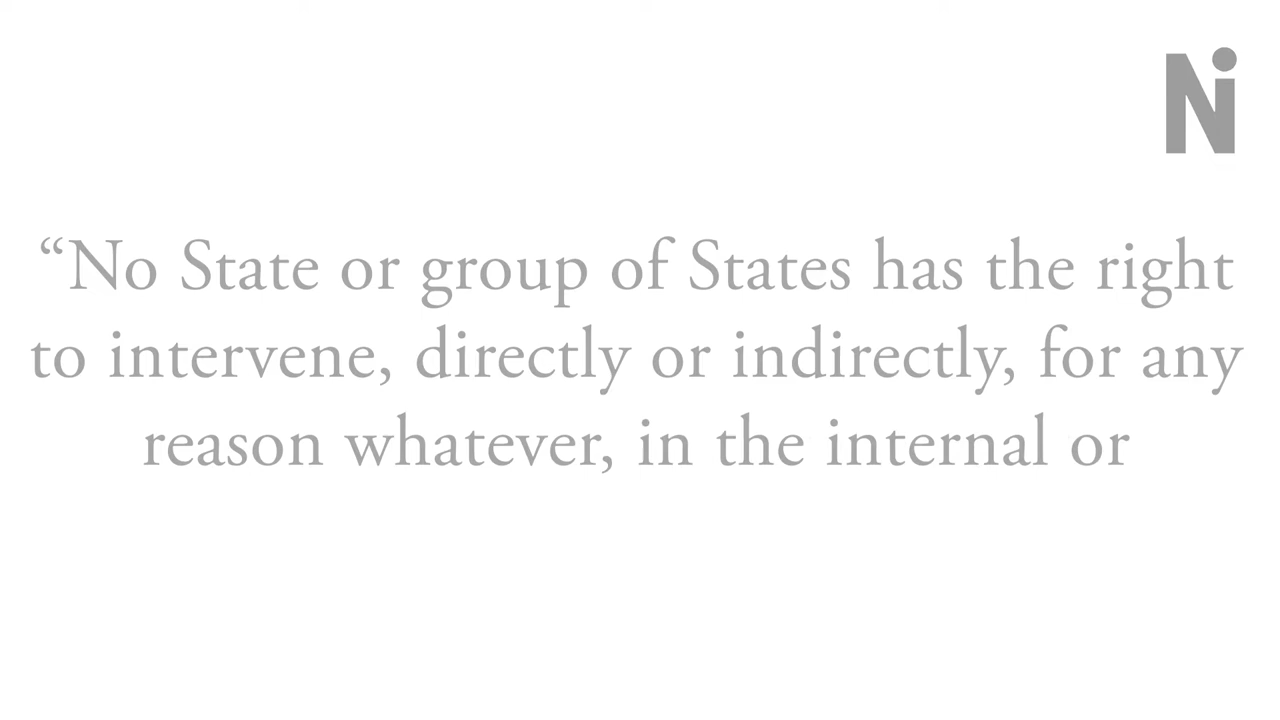 Ni
“No State or group of States has the right
to intervene, directly or indirectly, for any
reason whatever, in the internal or